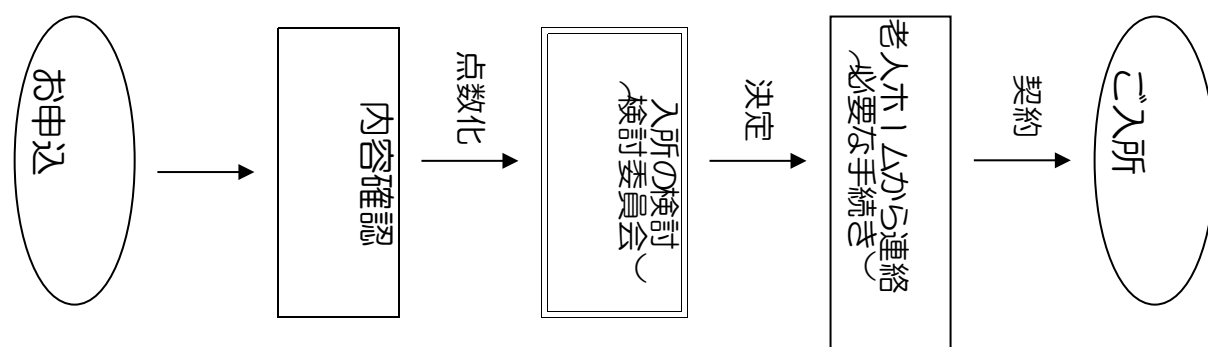 お申込
内容確認
点数化
入所の検討
(検討委員会)
決定
老人ホームから連絡
(必要な手続き)
契約
ご入所